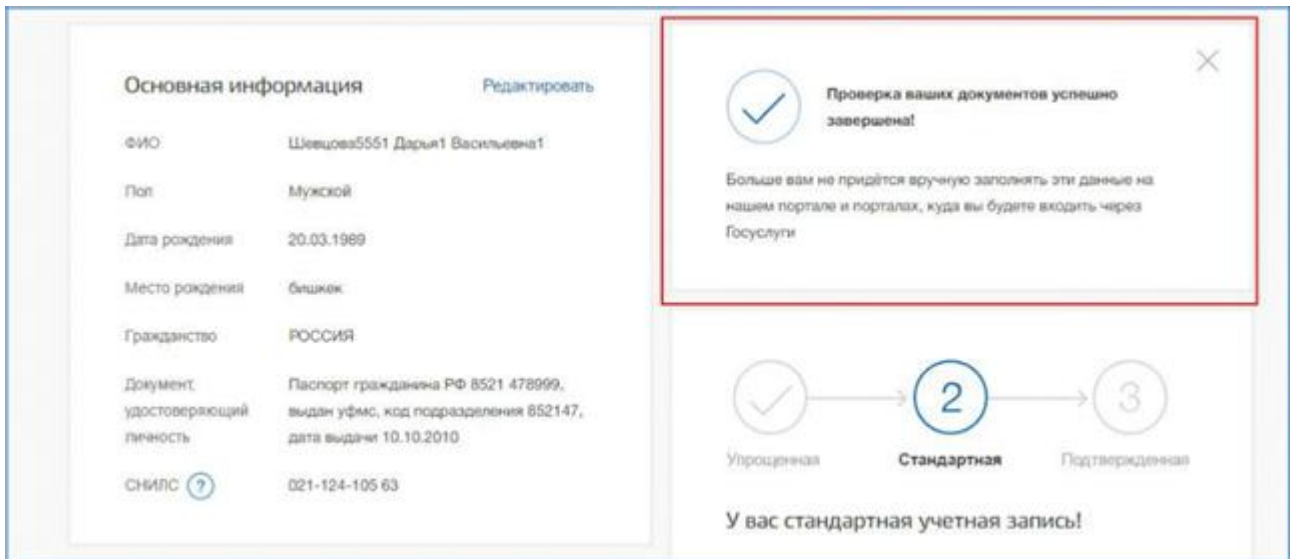 Основная информация
Редактировать
ФИО
Шевцова5551 Дарья1 Васильевна1
Пол
Мужской
Дата рождения
20.03.1989
Место рождения
бишкек
Гражданство
РОССИЯ
Документ,
удостоверяющий
личность
Паспорт гражданина РФ 8521 478999,
выдан уфмс, код подразделения 852147,
дата выдачи 10.10.2010
СНИЛС ?
021-124-105 63
Проверка ваших документов успешно
завершена!
Больше вам не придётся вручную заполнять эти данные на
нашем портале и порталах, куда вы будете входить через
Госуслуги
2
3
Упрощенная
Стандартная
Подтвержденная
У вас стандартная учетная запись!